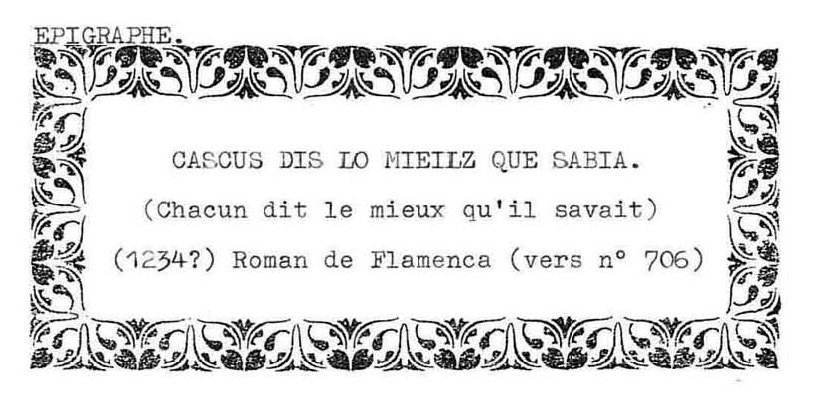 EPIGRAPHE.
CASCUS DIS LO MIEILZ QUE SABIA.
(Chacun dit le mieux qu'il savait)
(1234?) Roman de Flamenca (vers n° 706)